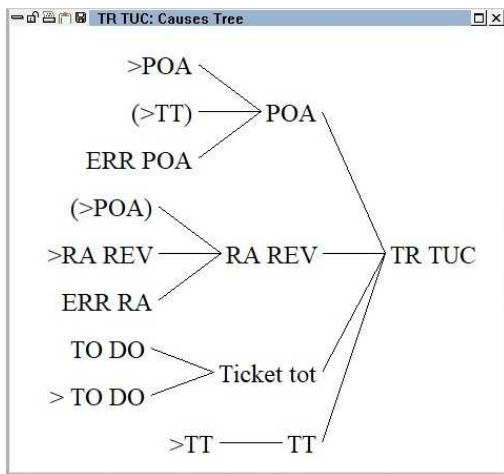 TR TUC: Causes Tree
>POA
(>TT)
POA
ERR POA
(>POA)
>RA REV
RA REV
TR TUC
ERR RA
TO DO
Ticket tot
> TO DO
>TT
TT